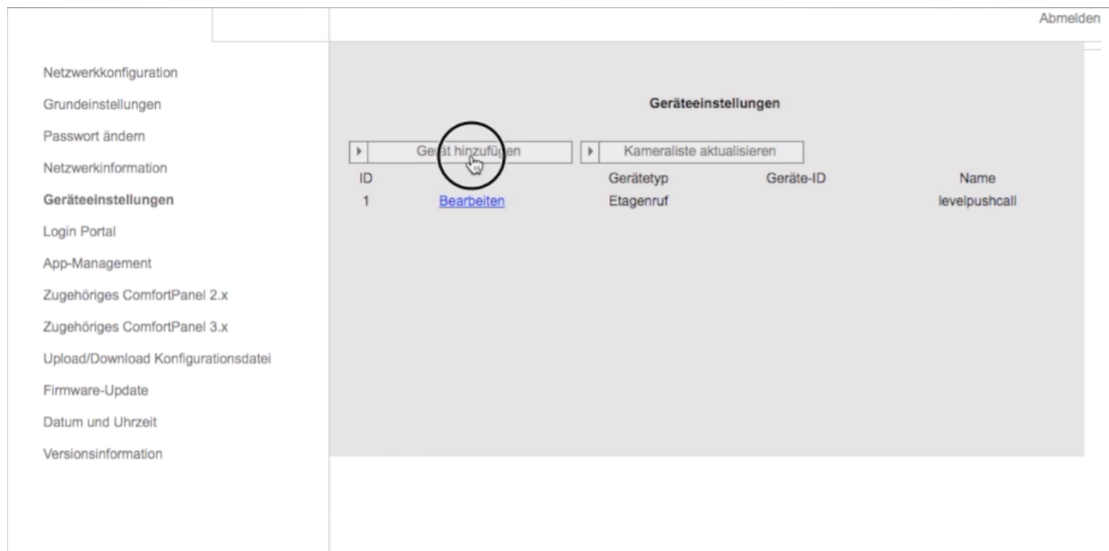 Abmelden
Netzwerkkonfiguration
Grundeinstellungen
Passwort ändern
Netzwerkinformation
Geräteeinstellungen
Login Portal
App-Management
Zugehöriges ComfortPanel 2.x
Zugehöriges ComfortPanel 3.x
Upload/Download Konfigurationsdatei
Firmware-Update
Datum und Uhrzeit
Versionsinformation
Geräteeinstellungen
Gerät hinzufügen Kameraliste aktualisieren
ID Gerätetyp Geräte-ID Name
1 Bearbeiten Etagenruf levelpushcall